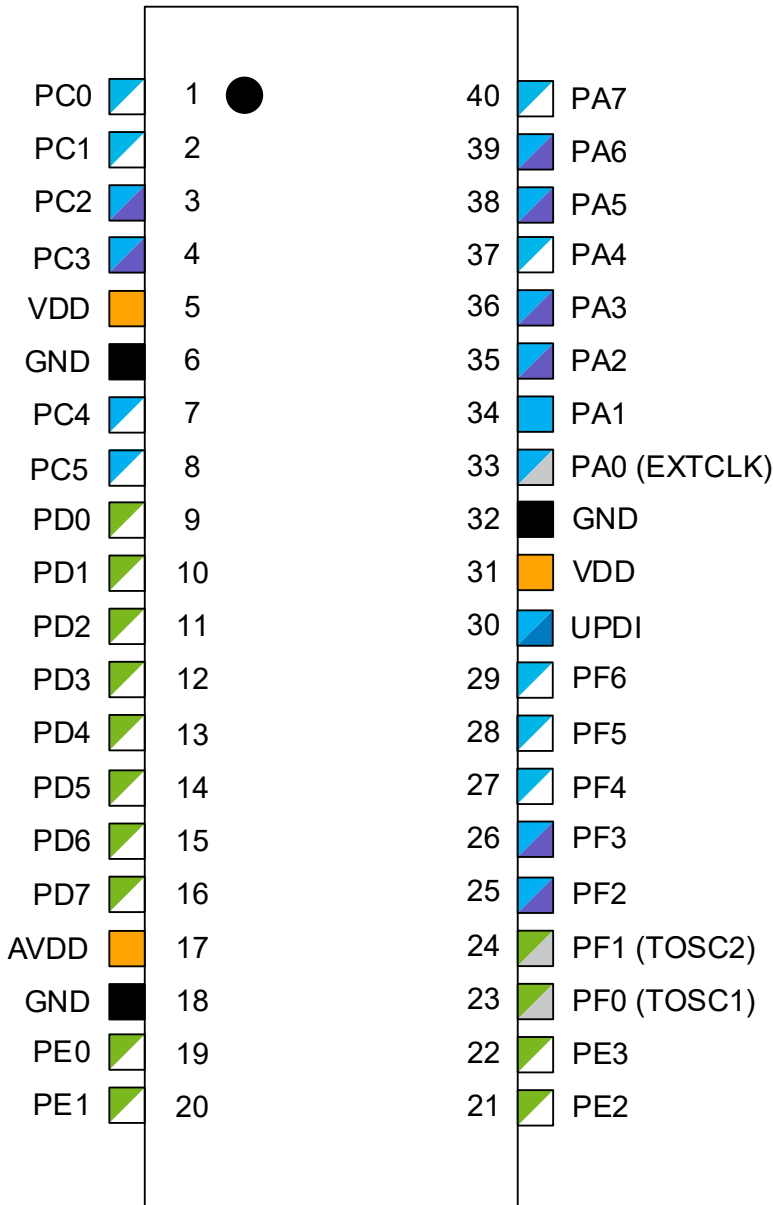 PC0 1 40 PA7
PC1 2 39 PA6
PC2 3 38 PA5
PC3 4 37 PA4
VDD 5 36 PA3
GND 6 35 PA2
PC4 7 34 PA1
PC5 8 33 PA0 (EXTCLK)
PD0 9 32 GND
PD1 10 31 VDD
PD2 11 30 UPDI
PD3 12 29 PF6
PD4 13 28 PF5
PD5 14 27 PF4
PD6 15 26 PF3
PD7 16 25 PF2
AVDD 17 24 PF1 (TOSC2)
GND 18 23 PF0 (TOSC1)
PE0 19 22 PE3
PE1 20 21 PE2